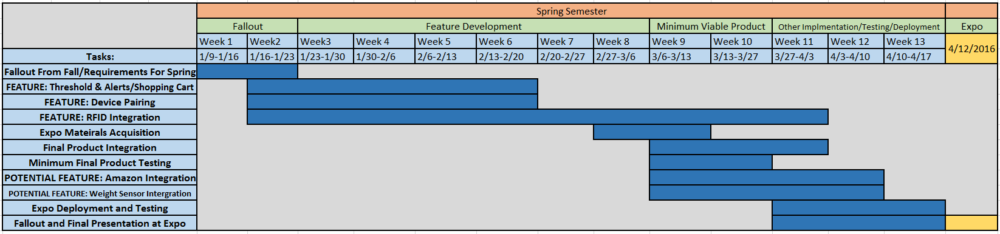 Spring Semester
Fallout Feature Development Minimum Viable Product Other Implmentation/Testing/Deployment Expo
Week 1 Week2 Week3 Week 4 Week 5 Week 6 Week 7 Week 8 Week 9 Week 10 Week 11 Week 12 Week 13 4/12/2016
Tasks: 1/9-1/16 1/16-1/23 1/23-1/30 1/30-2/6 2/6-2/13 2/13-2/20 2/20-2/27 2/27-3/6 3/6-3/13 3/13-3/27 3/27-4/3 4/3-4/10 4/10-4/17
Fallout From Fall/Requirements For Spring
FEATURE: Threshold & Alerts/Shopping Cart
FEATURE: Device Pairing
FEATURE: RFID Integration
Expo Mateirals Acquisition
Final Product Integration
Minimum Final Product Testing
POTENTIAL FEATURE: Amazon Integration
POTENTIAL FEATURE: Weight Sensor Intergration
Expo Deployment and Testing
Fallout and Final Presentation at Expo